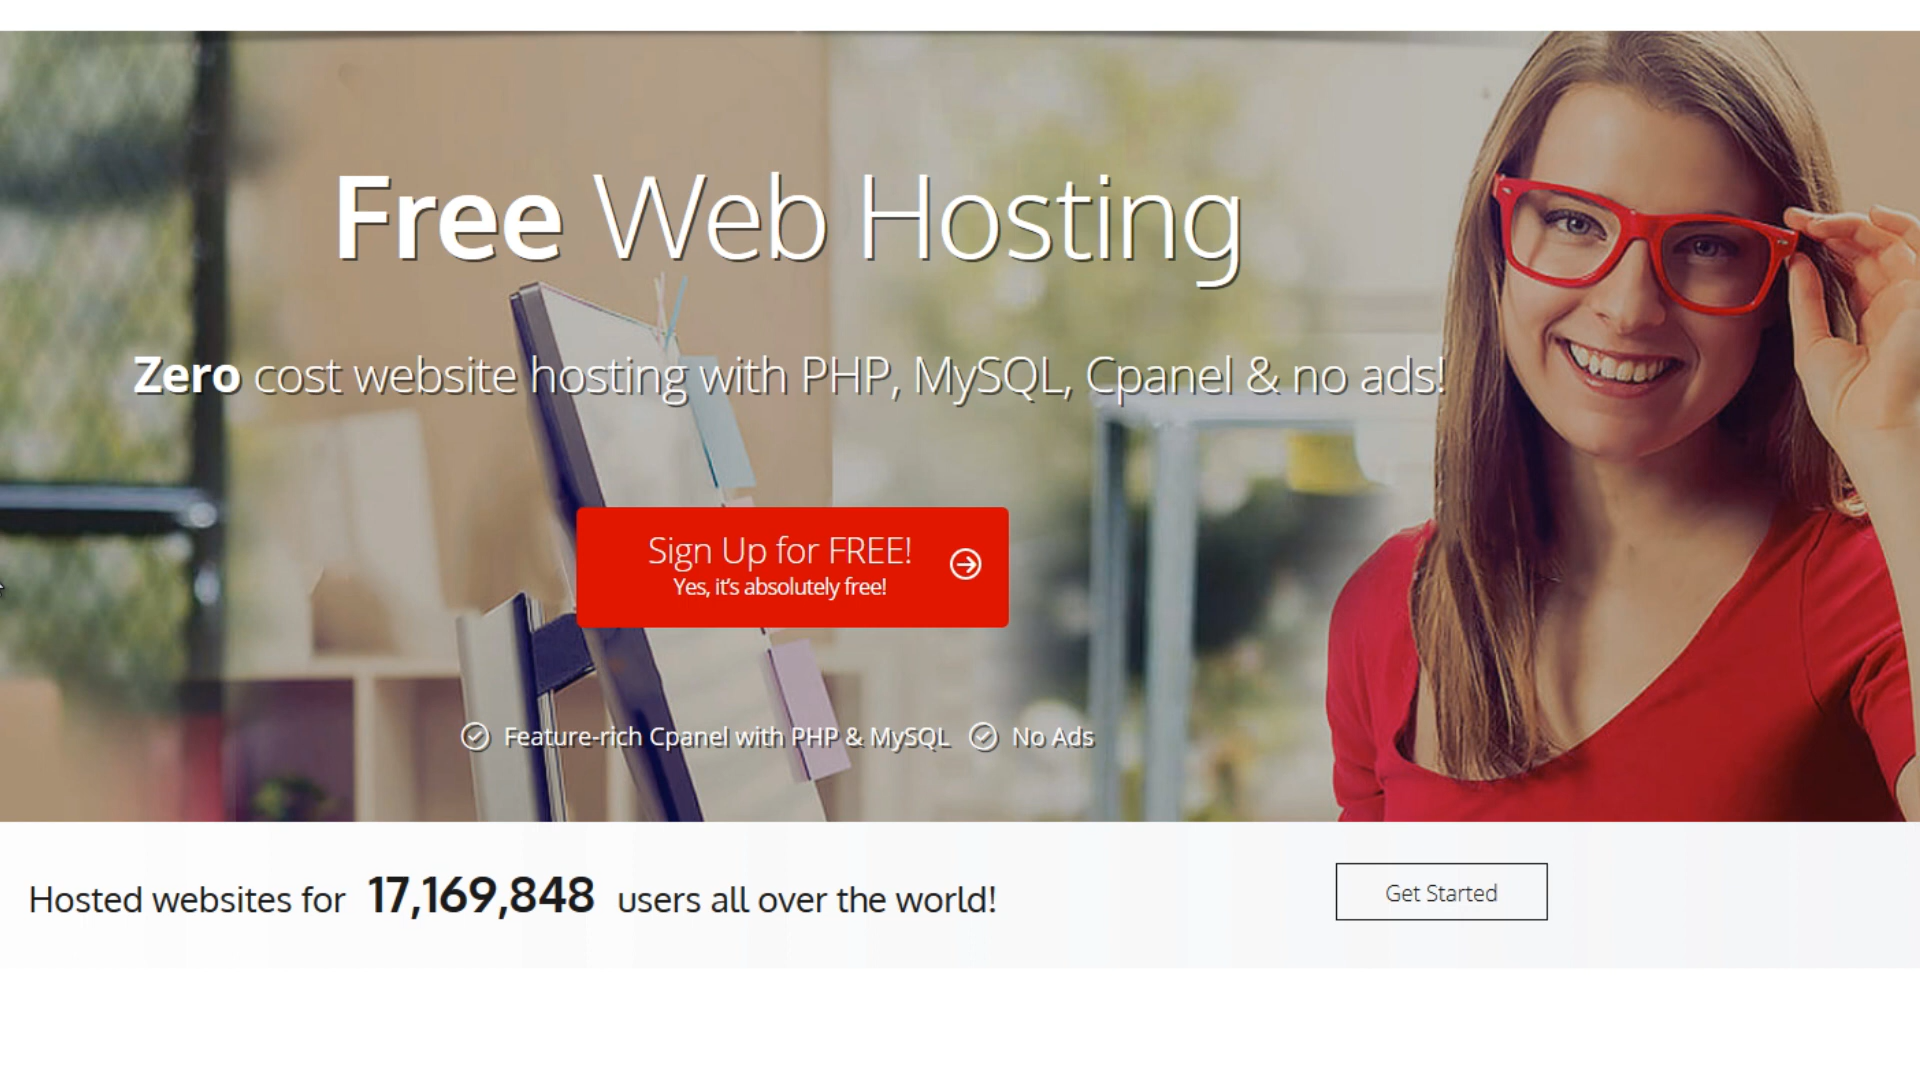 Free Web Hosting
Zero cost website hosting with PHP, MySQL, Cpanel & no ads!
Sign Up for FREE!
Yes, it's absolutely free!
Feature-rich Cpanel with PHP & MySQL No Ads
Hosted websites for 17,169,848 users all over the world!
Get Started